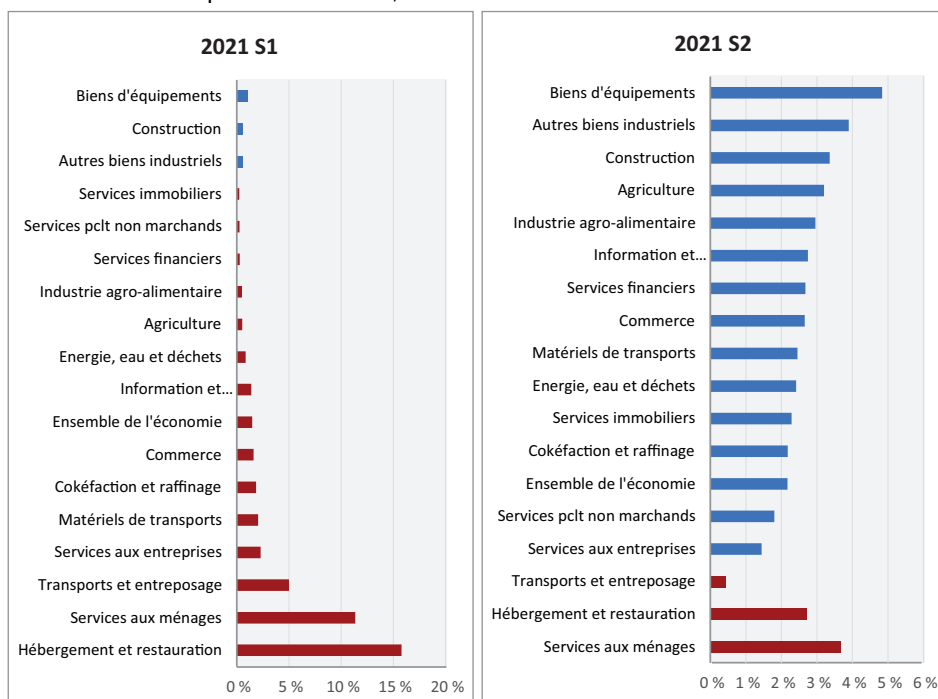 2021 S1
Biens d'équipements
Construction
Autres biens industriels
Services immobiliers
Services pclt non marchands
Services financiers
Industrie agro-alimentaire
Agriculture
Energie, eau et déchets
Information et...
Ensemble de l'économie
Commerce
Cokéfaction et raffinage
Matériels de transports
Services aux entreprises
Transports et entreposage
Services aux ménages
Hébergement et restauration
0 % 5 % 10 % 15 % 20 %
2021 S2
Biens d'équipements
Autres biens industriels
Construction
Agriculture
Industrie agro-alimentaire
Information et...
Services financiers
Commerce
Matériels de transports
Energie, eau et déchets
Services immobiliers
Cokéfaction et raffinage
Ensemble de l'économie
Services pclt non marchands
Services aux entreprises
Transports et entreposage
Hébergement et restauration
Services aux ménages
0 % 1 % 2 % 3 % 4 % 5 % 6 %